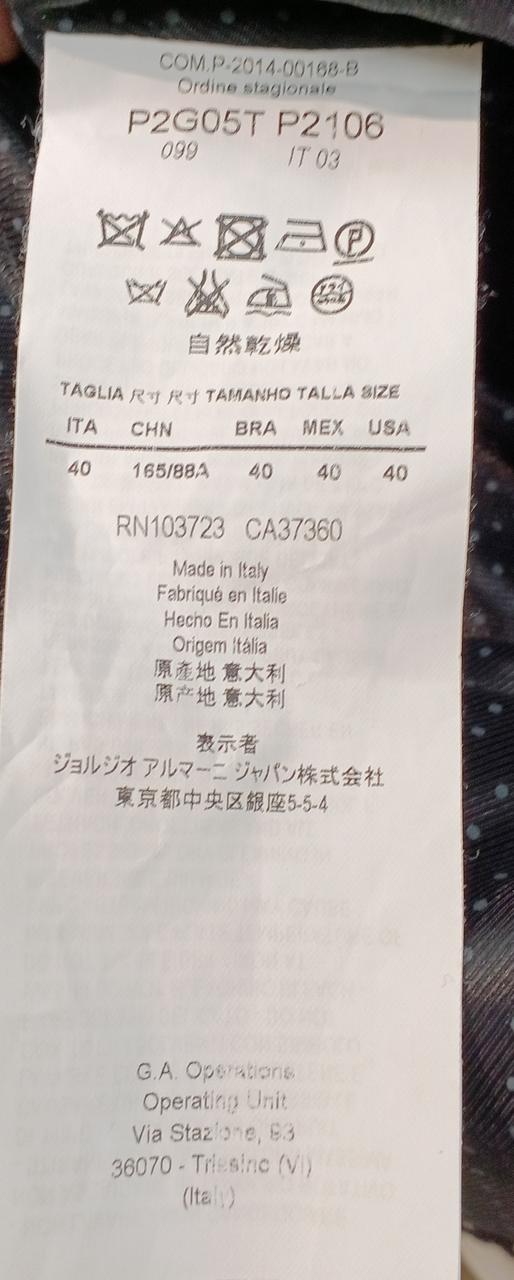 COM.P-2014-00168-B
Ordine stagionale
P2G05T P2106
099 IT 03
P
自然乾燥
TAGLIA 尺寸 尺寸 TAMANHO TALLA SIZE
ITA CHN BRA MEX USA
40 165/88A 40 40 40
RN103723 CA37360
Made in Italy
Fabriqué en Italie
Hecho En Italia
Origem Itália
原產地 意大利
原产地 意大利
表示者
ジョルジオ アルマーニ ジャパン株式会社
東京都中央区銀座5-5-4
G.A. Operations
Operating Unit
Via Stazione, 93
36070 - Trissino (VI)
(Italy)